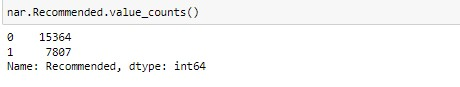 nar.Recommended.value_counts()
0    15364
1     7807
Name: Recommended, dtype: int64